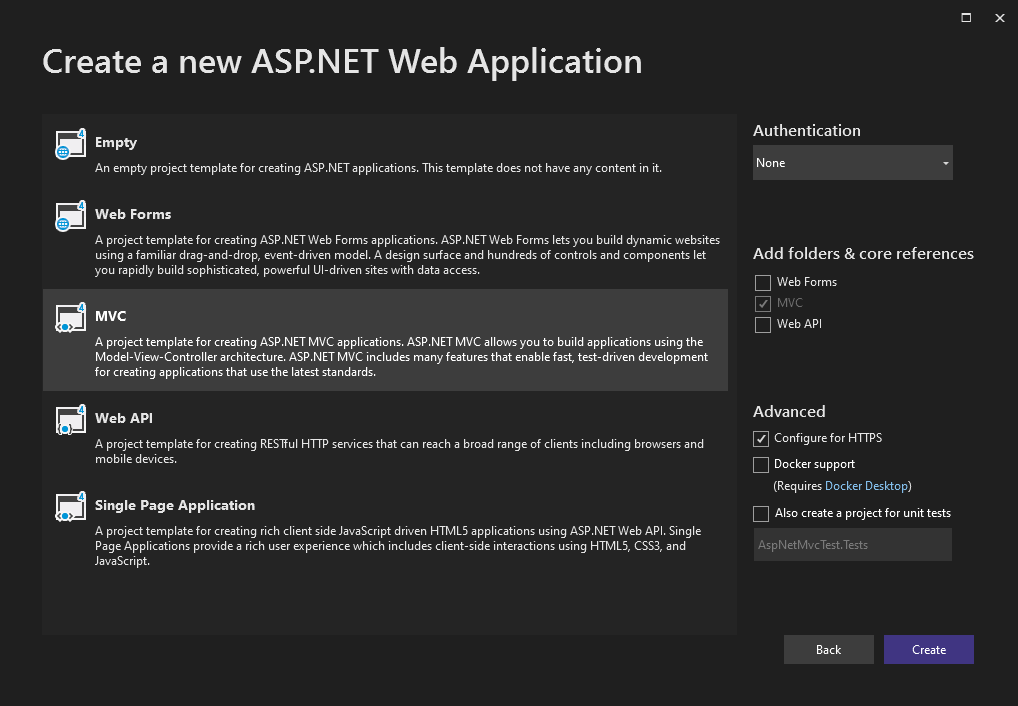 Create a new ASP.NET Web Application
Empty
An empty project template for creating ASP.NET applications. This template does not have any content in it.
Web Forms
A project template for creating ASP.NET Web Forms applications. ASP.NET Web Forms lets you build dynamic websites
using a familiar drag-and-drop, event-driven model. A design surface and hundreds of controls and components let
you rapidly build sophisticated, powerful UI-driven sites with data access.
MVC
A project template for creating ASP.NET MVC applications. ASP.NET MVC allows you to build applications using the
Model-View-Controller architecture. ASP.NET MVC includes many features that enable fast, test-driven development
for creating applications that use the latest standards.
Web API
A project template for creating RESTful HTTP services that can reach a broad range of clients including browsers and
mobile devices.
Single Page Application
A project template for creating rich client side JavaScript driven HTML5 applications using ASP.NET Web API. Single
Page Applications provide a rich user experience which includes client-side interactions using HTML5, CSS3, and
JavaScript.
Authentication
None
Add folders & core references
Web Forms
MVC
Web API
Advanced
Configure for HTTPS
Docker support
(Requires Docker Desktop)
Also create a project for unit tests
AspNetMvcTest.Tests
Back
Create